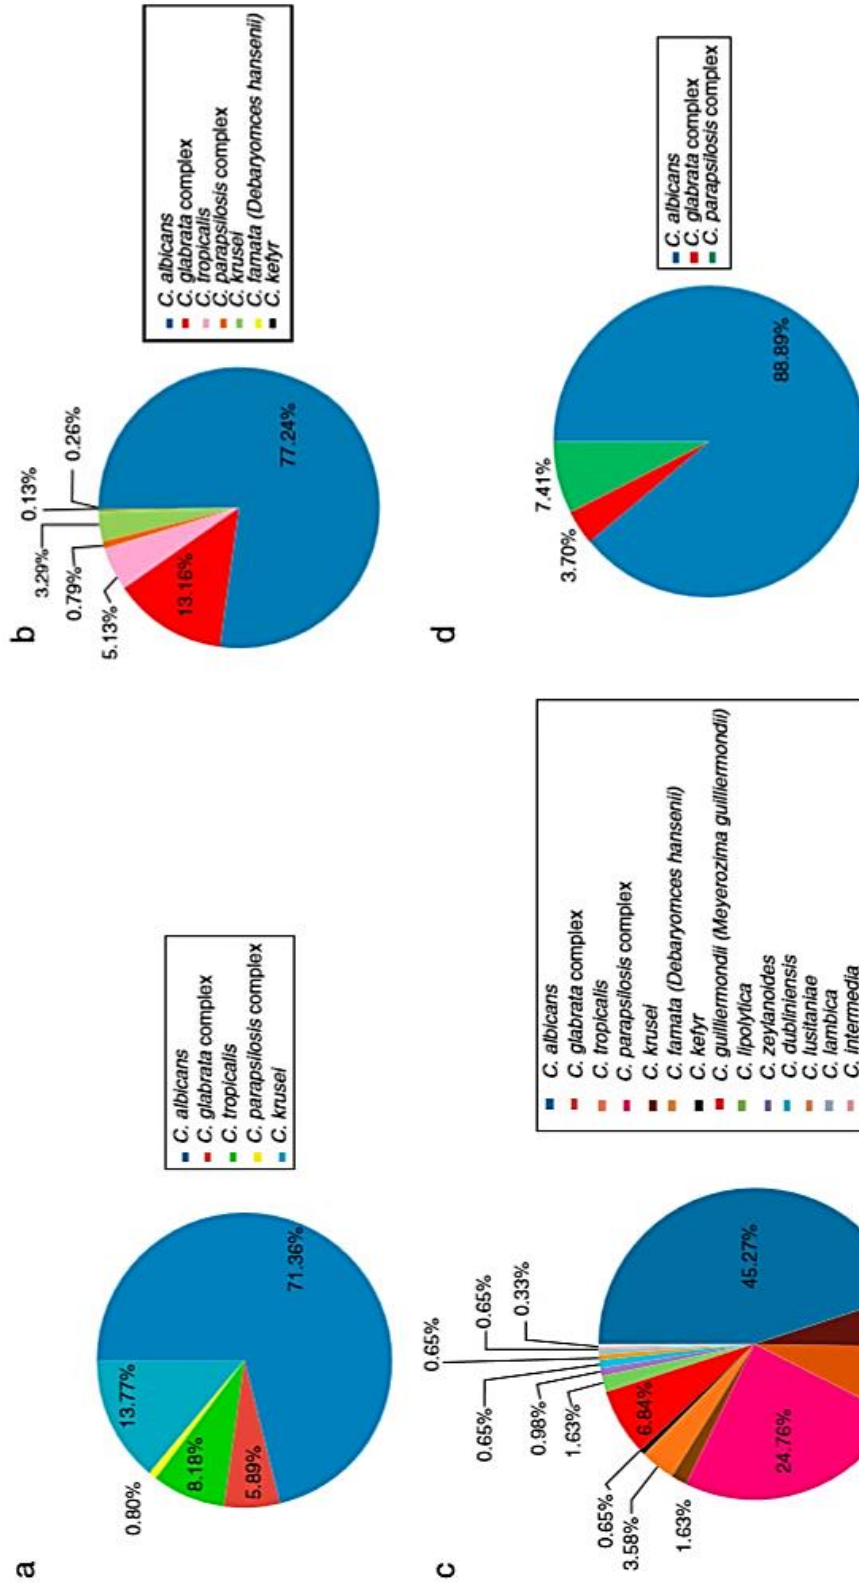 a
13.77%
0.80%
8.18%
5.89%
71.36%
C. albicans
C. glabrata complex
C. tropicalis
C. parapsilosis complex
C. krusei
b
0.13%
3.29%
0.26%
0.79%
5.13%
13.16%
77.24%
C. albicans
C. glabrata complex
C. tropicalis
C. parapsilosis complex
C. krusei
C. famata (Debaryomces hansenii)
C. kefyr
c
0.65%
0.65%
0.65%
0.33%
0.98%
1.63%
6.84%
0.65%
3.58%
1.63%
24.76%
45.27%
C. albicans
C. glabrata complex
C. tropicalis
C. parapsilosis complex
C. krusei
C. famata (Debaryomces hansenii)
C. kefyr
C. guilliermondii (Meyerozima guilliermondii)
C. lipolytica
C. zeylanoides
C. dubliniensis
C. lusitaniae
C. lambica
C. intermedia
d
7.41%
3.70%
88.89%
C. albicans
C. glabrata complex
C. parapsilosis complex